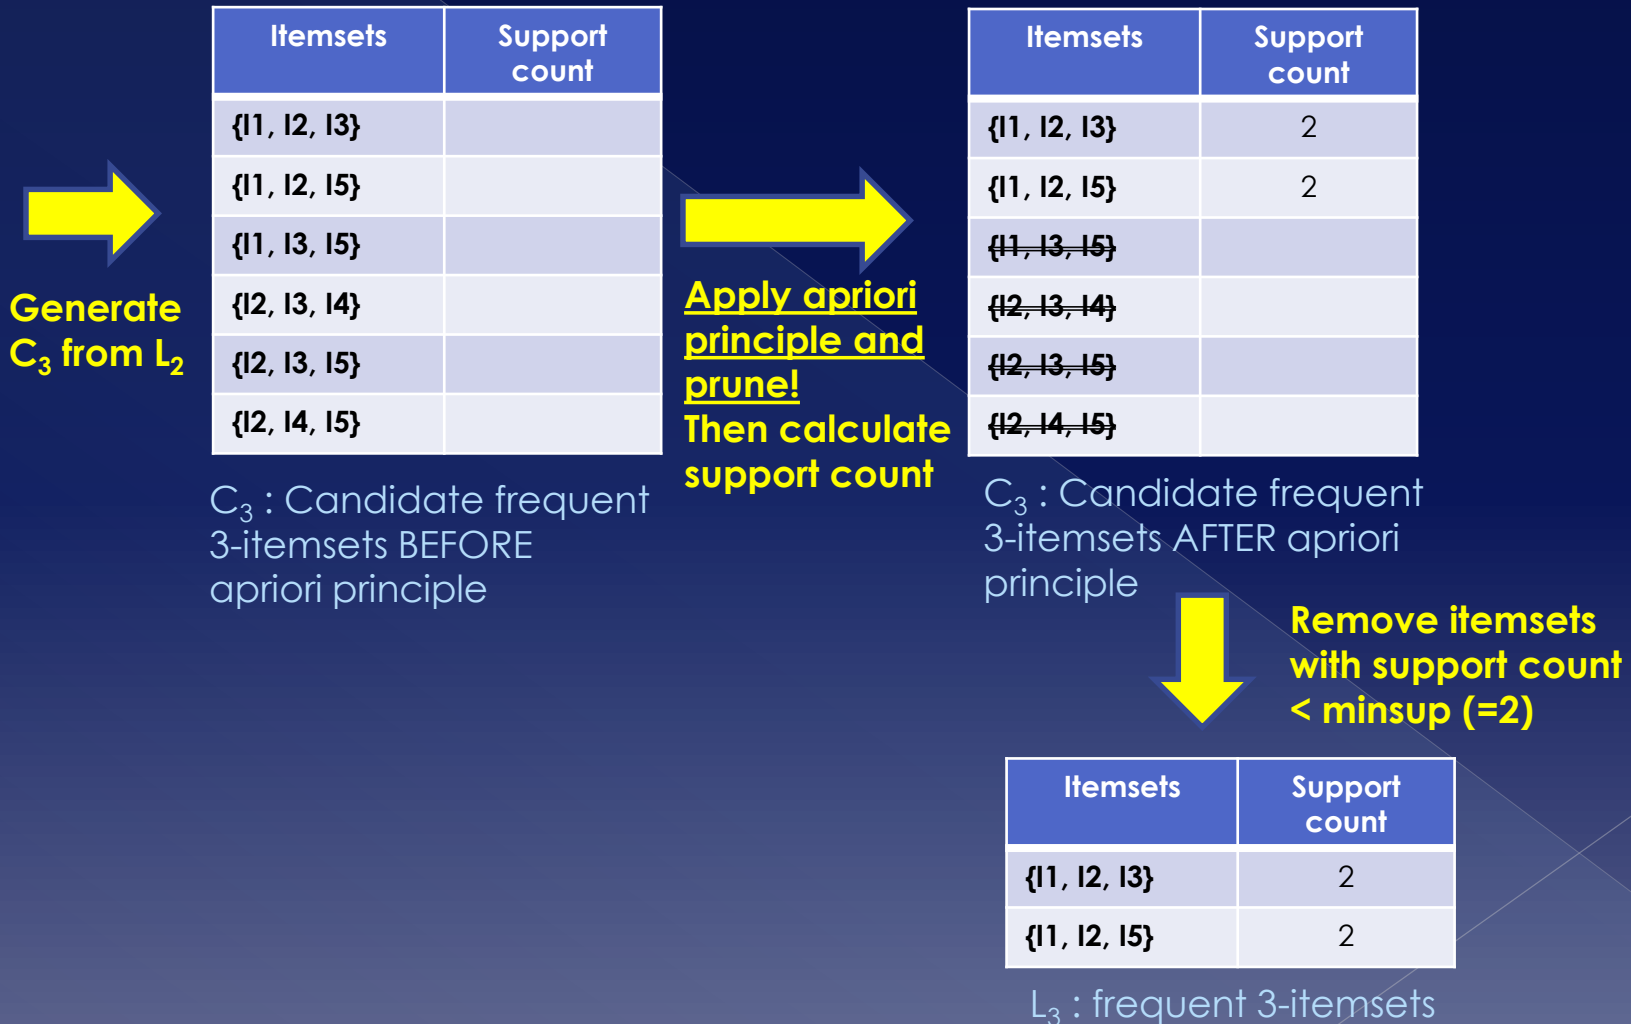 Itemsets Support count
{I1, I2, I3}
{I1, I2, I5}
{I1, I3, I5}
{I2, I3, I4}
{I2, I3, I5}
{I2, I4, I5}
Generate
C₃ from L₂
C₃ : Candidate frequent
3-itemsets BEFORE
apriori principle
Apply apriori
principle and
prune!
Then calculate
support count
Itemsets Support count
{I1, I2, I3} 2
{I1, I2, I5} 2
{I1, I3, I5}
{I2, I3, I4}
{I2, I3, I5}
{I2, I4, I5}
C₃ : Candidate frequent
3-itemsets AFTER apriori
principle
Remove itemsets
with support count
< minsup (=2)
Itemsets Support count
{I1, I2, I3} 2
{I1, I2, I5} 2
L₃ : frequent 3-itemsets